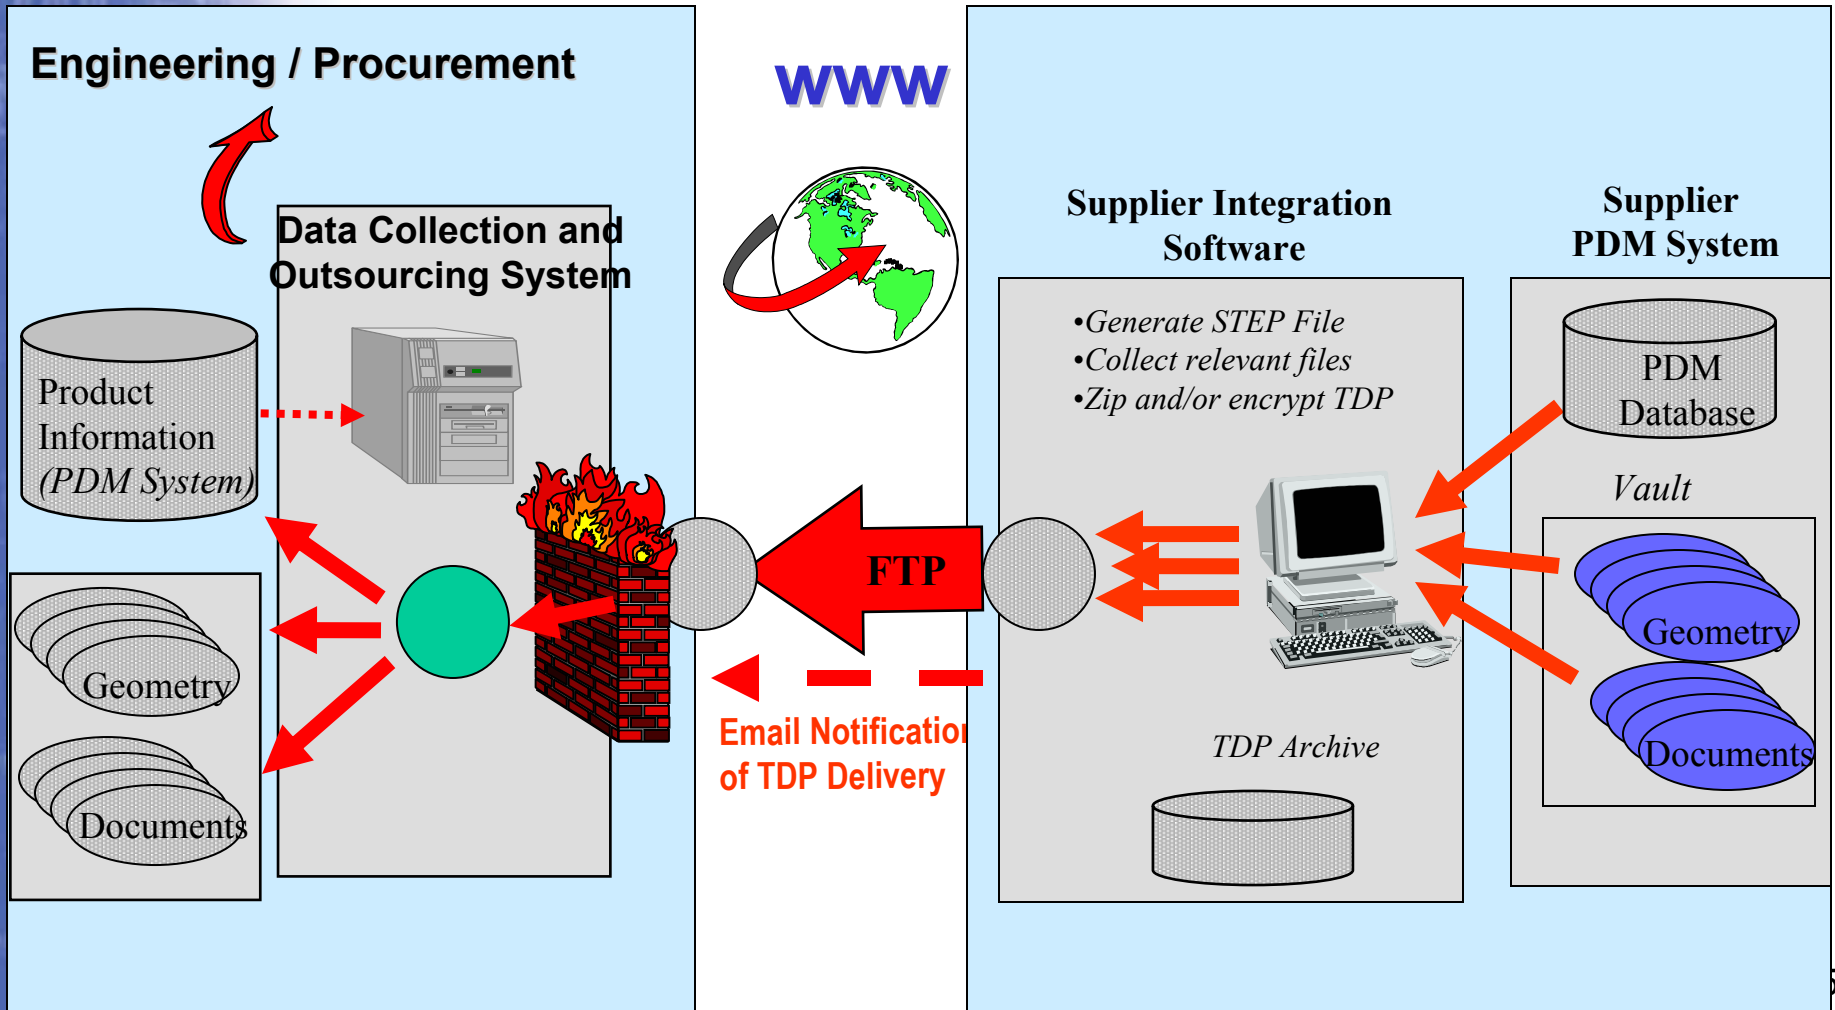 Engineering / Procurement
Data Collection and
Outsourcing System
Product
Information
(PDM System)
Geometry
Documents
www
FTP
Email Notification
of TDP Delivery
Supplier Integration
Software
•Generate STEP File
•Collect relevant files
•Zip and/or encrypt TDP
TDP Archive
Supplier
PDM System
PDM
Database
Vault
Geometry
Documents